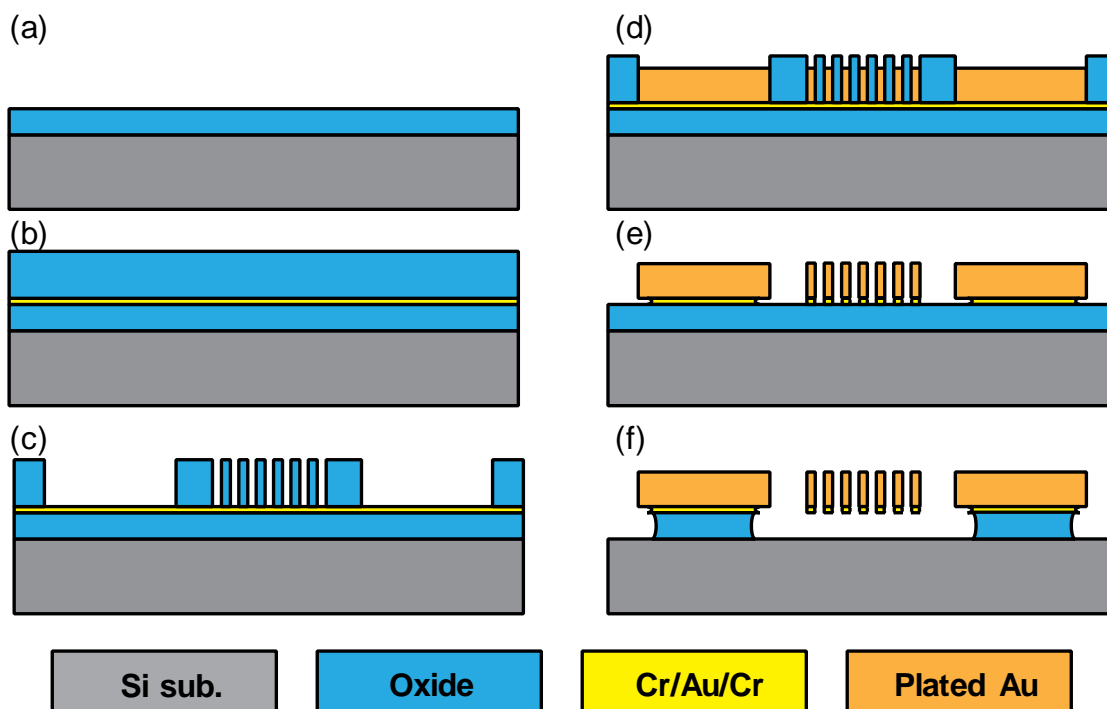 (a)
(b)
(c)
(d)
(e)
(f)
Si sub.
Oxide
Cr/Au/Cr
Plated Au